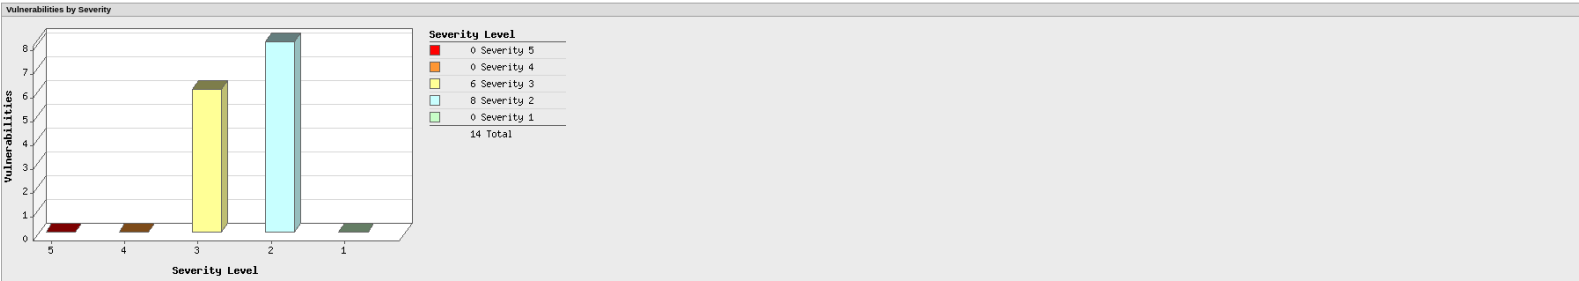 Vulnerabilities by Severity
Severity Level
0 Severity 5
0 Severity 4
6 Severity 3
8 Severity 2
0 Severity 1
14 Total
Vulnerabilities
8
7
6
5
4
3
2
1
0
5 4 3 2 1
Severity Level